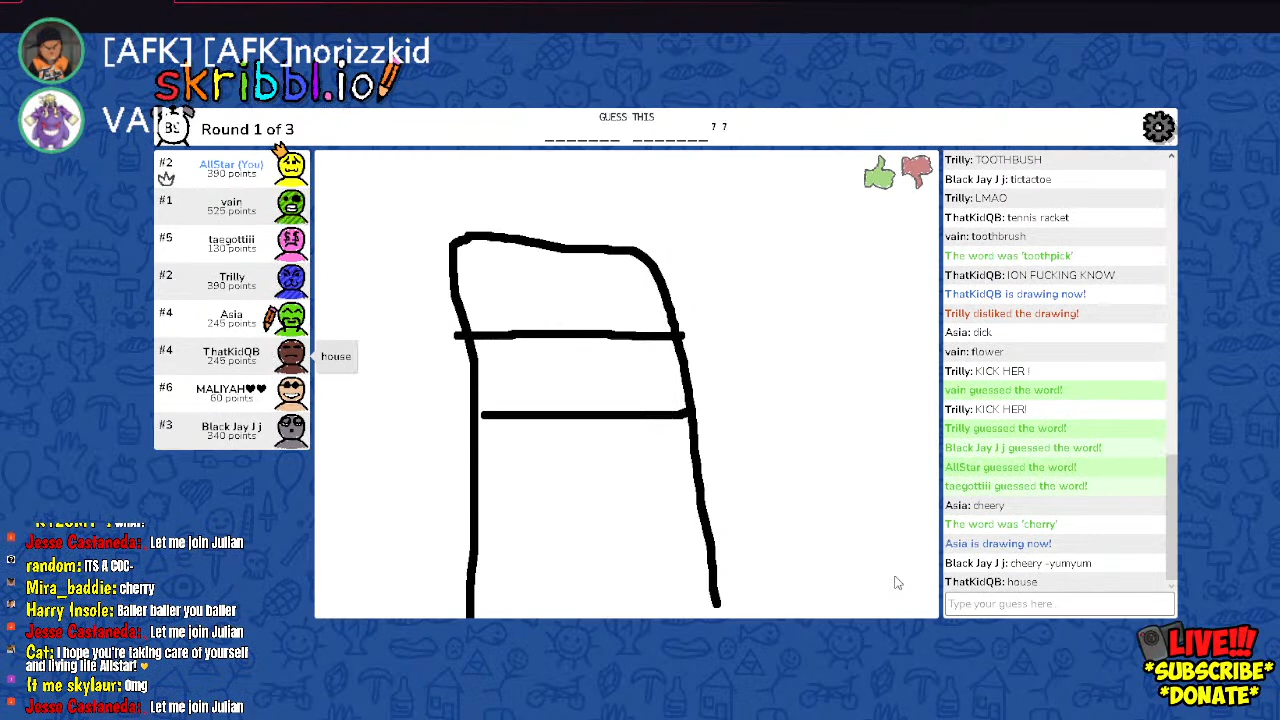 [AFK] [AFK]norizzkid
skribbl.io
VAIN
Round 1 of 3
GUESS THIS
_______ _______ 7 7
#2 AllStar (You)
390 points
#1 vain
525 points
#5 taegottiii
130 points
#2 Trilly
390 points
#4 Asia
245 points
#4 ThatKidQB
245 points
house
#6 MALIYAH♥♥
60 points
#3 Black Jay J j
340 points
Trilly: TOOTHBUSH
Black Jay J j: tictactoe
Trilly: LMAO
ThatKidQB: tennis racket
vain: toothbrush
The word was 'toothpick'
ThatKidQB: ION FUCKING KNOW
ThatKidQB is drawing now!
Trilly disliked the drawing!
Asia: dick
vain: flower
Trilly: KICK HER !
vain guessed the word!
Trilly: KICK HER!
Trilly guessed the word!
Black Jay J j guessed the word!
AllStar guessed the word!
taegottiii guessed the word!
Asia: cheery
The word was 'cherry'
Asia is drawing now!
Black Jay J j: cheery -yumyum
ThatKidQB: house
Type your guess here...
Jesse Castaneda: Let me join Julian
random: ITS A COC-
Mira_baddie: cherry
Harry Insole: Baller baller you baller
Jesse Castaneda: Let me join Julian
Cat: I hope you're taking care of yourself
and living life Allstar!
It me skylaur: Omg
Jesse Castaneda: Let me join Julian
LIVE!!!
*SUBSCRIBE*
*DONATE*